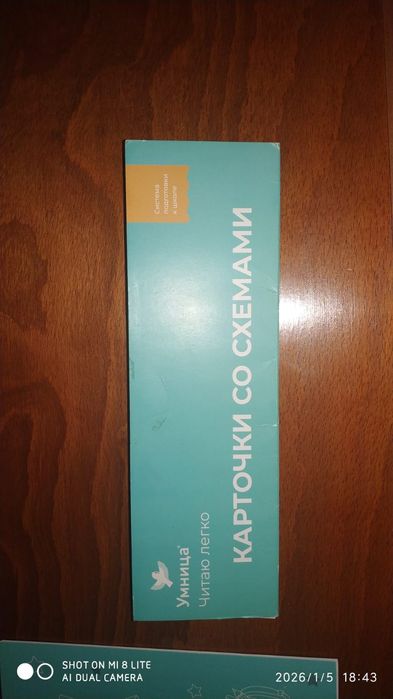 Умница®
Читаю легко
КАРТОЧКИ СО СХЕМАМИ
Система
подготовки
к школе
SHOT ON MI 8 LITE
AI DUAL CAMERA
2026/1/5 18:43